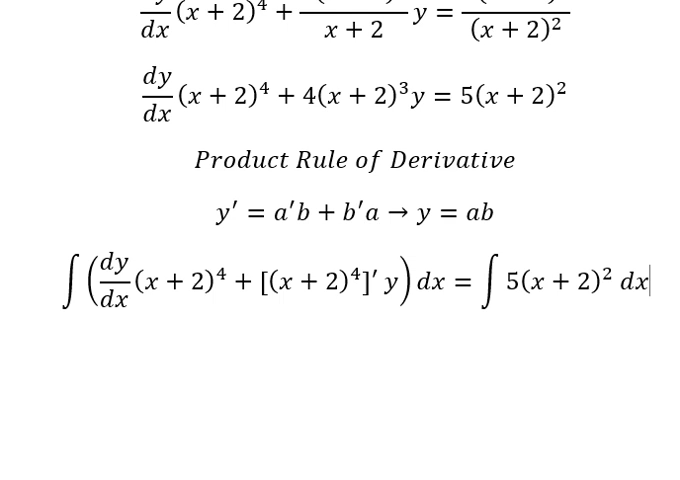 dy/dx (x + 2)⁴ + ―/(x + 2) y = ―/(x + 2)²
dy/dx (x + 2)⁴ + 4(x + 2)³y = 5(x + 2)²
Product Rule of Derivative
y′ = a′b + b′a → y = ab
∫ (dy/dx (x + 2)⁴ + [(x + 2)⁴]′ y) dx = ∫ 5(x + 2)² dx